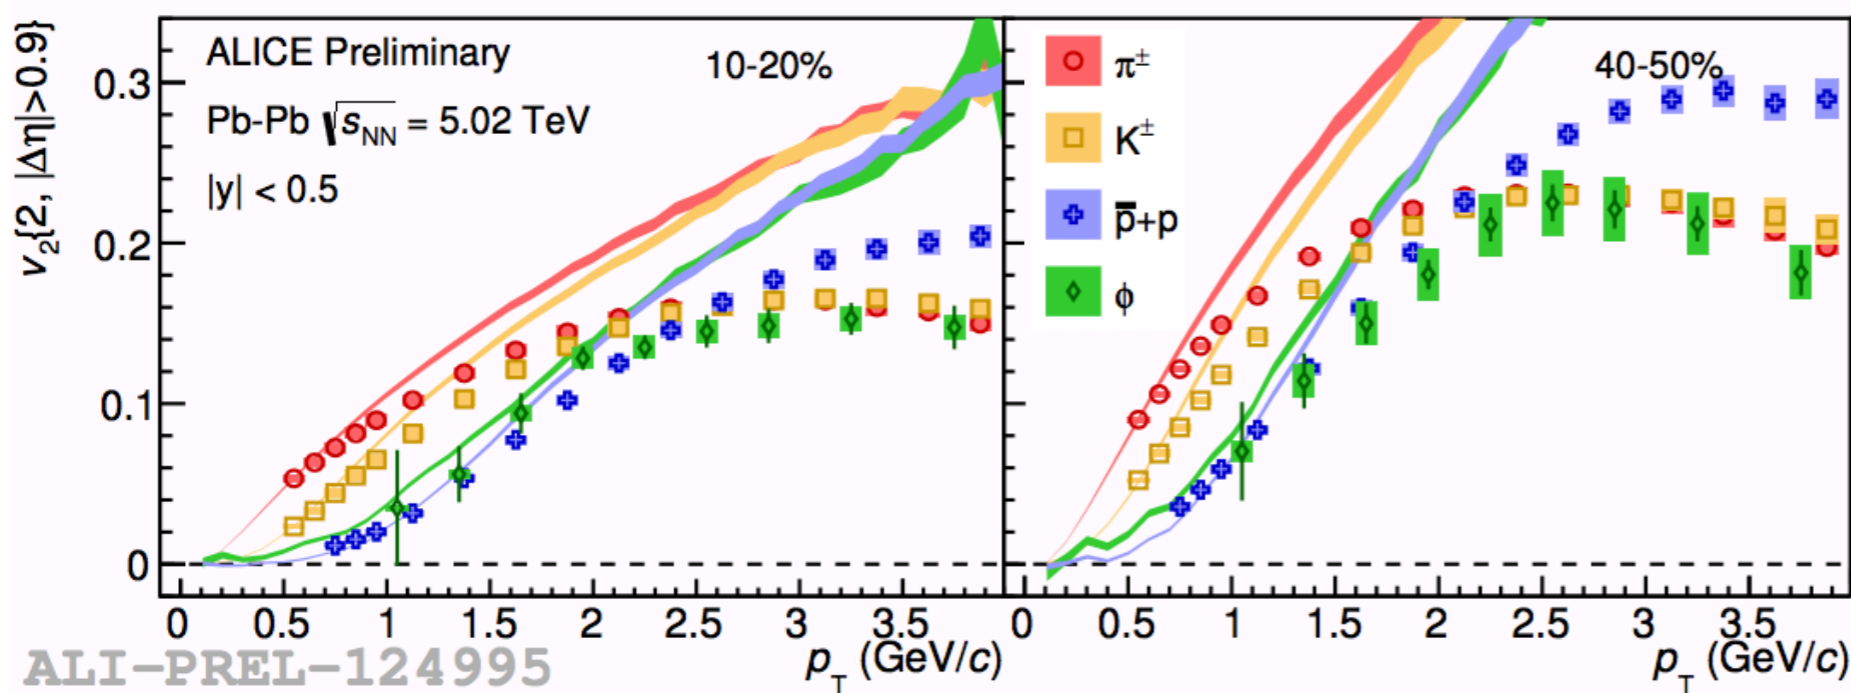 ALICE Preliminary
10-20%
Pb-Pb √sNN = 5.02 TeV
|y| < 0.5
v2{2, |Δη|>0.9}
0.3
0.2
0.1
0
0 0.5 1 1.5 2 2.5 3 3.5
pT (GeV/c)
40-50%
π±
K±
p̅+p
ϕ
0 0.5 1 1.5 2 2.5 3 3.5
pT (GeV/c)
ALI-PREL-124995